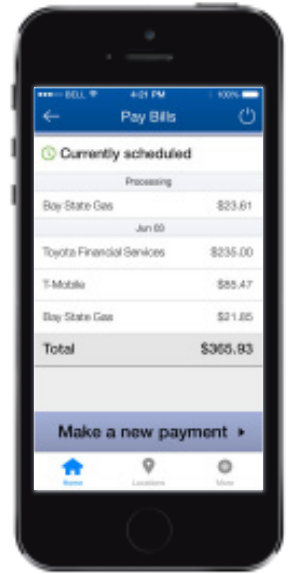 BELL 4:21 PM 100%
Pay Bills
Currently scheduled
Processing
Bay State Gas $23.61
Jun 03
Toyota Financial Services $235.00
T-Mobile $85.47
Bay State Gas $21.85
Total $365.93
Make a new payment
Home Locations More